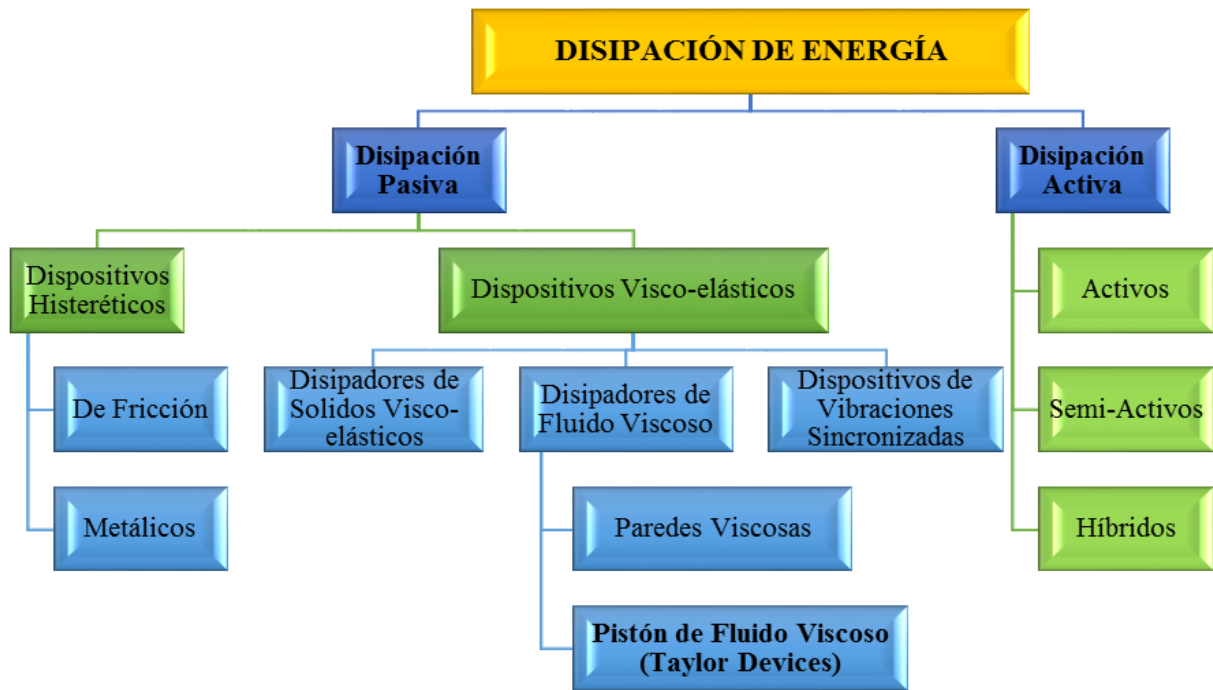 DISIPACIÓN DE ENERGÍA
Disipación
Pasiva
Disipación
Activa
Dispositivos
Histeréticos
Dispositivos Visco-elásticos
Activos
De Fricción
Disipadores de
Solidos Visco-
elásticos
Disipadores de
Fluido Viscoso
Dispositivos de
Vibraciones
Sincronizadas
Semi-Activos
Metálicos
Paredes Viscosas
Híbridos
Pistón de Fluido Viscoso
(Taylor Devices)